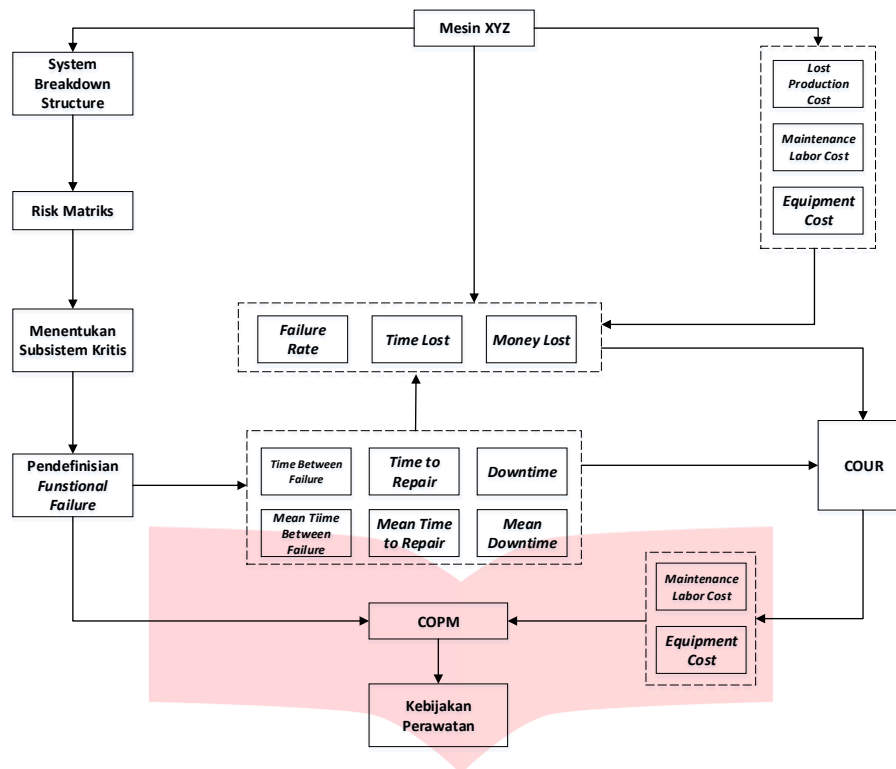 Mesin XYZ
System
Breakdown
Structure
Lost
Production
Cost
Maintenance
Labor Cost
Equipment
Cost
Risk Matriks
Menentukan
Subsistem Kritis
Failure
Rate
Time Lost
Money Lost
Pendefinisian
Funstional
Failure
Time Between
Failure
Time to
Repair
Downtime
Mean Tiime
Between
Failure
Mean Time
to Repair
Mean
Downtime
COUR
Maintenance
Labor Cost
Equipment
Cost
COPM
Kebijakan
Perawatan